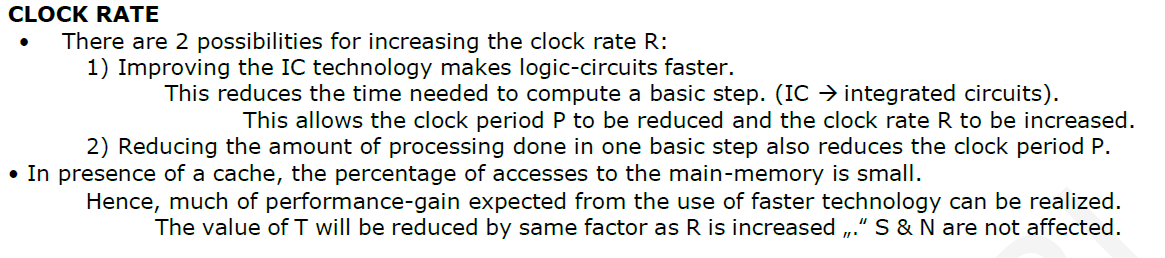 CLOCK RATE
• There are 2 possibilities for increasing the clock rate R:
1) Improving the IC technology makes logic-circuits faster.
This reduces the time needed to compute a basic step. (IC → integrated circuits).
This allows the clock period P to be reduced and the clock rate R to be increased.
2) Reducing the amount of processing done in one basic step also reduces the clock period P.
• In presence of a cache, the percentage of accesses to the main-memory is small.
Hence, much of performance-gain expected from the use of faster technology can be realized.
The value of T will be reduced by same factor as R is increased „.‟ S & N are not affected.